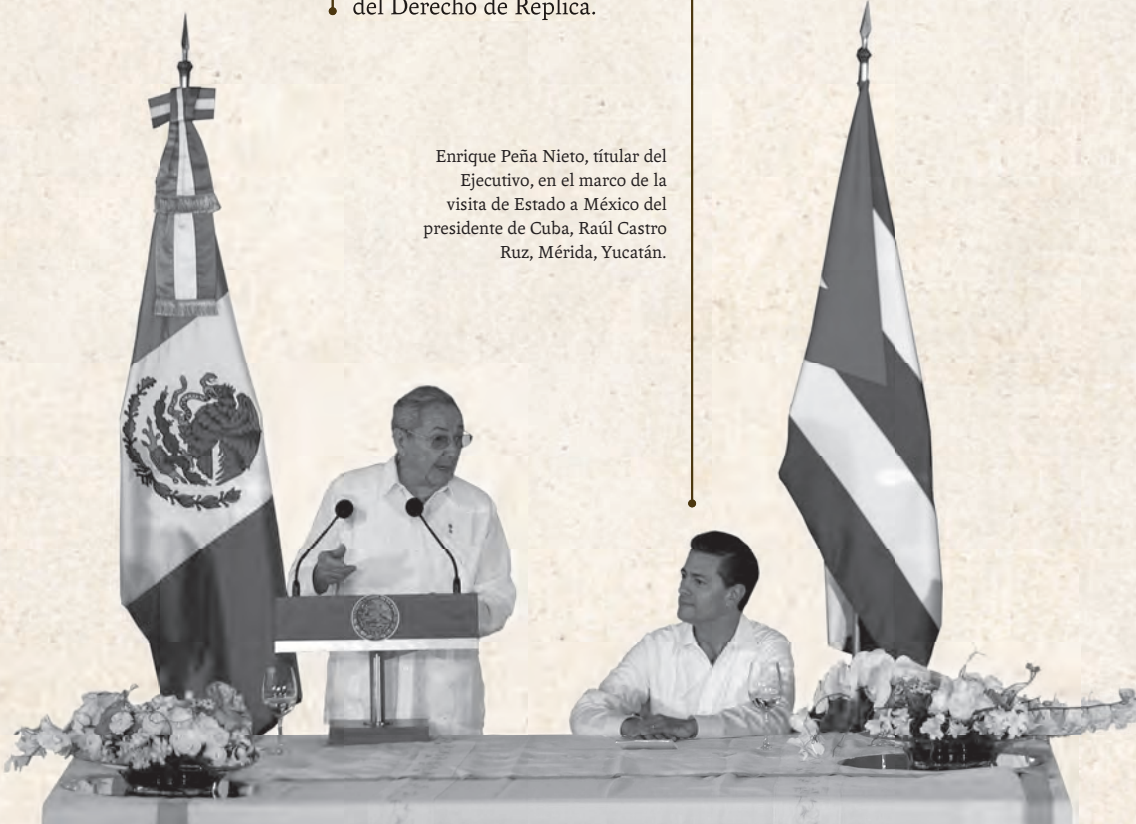 del Derecho de Réplica.
Enrique Peña Nieto, títular del
Ejecutivo, en el marco de la
visita de Estado a México del
presidente de Cuba, Raúl Castro
Ruz, Mérida, Yucatán.